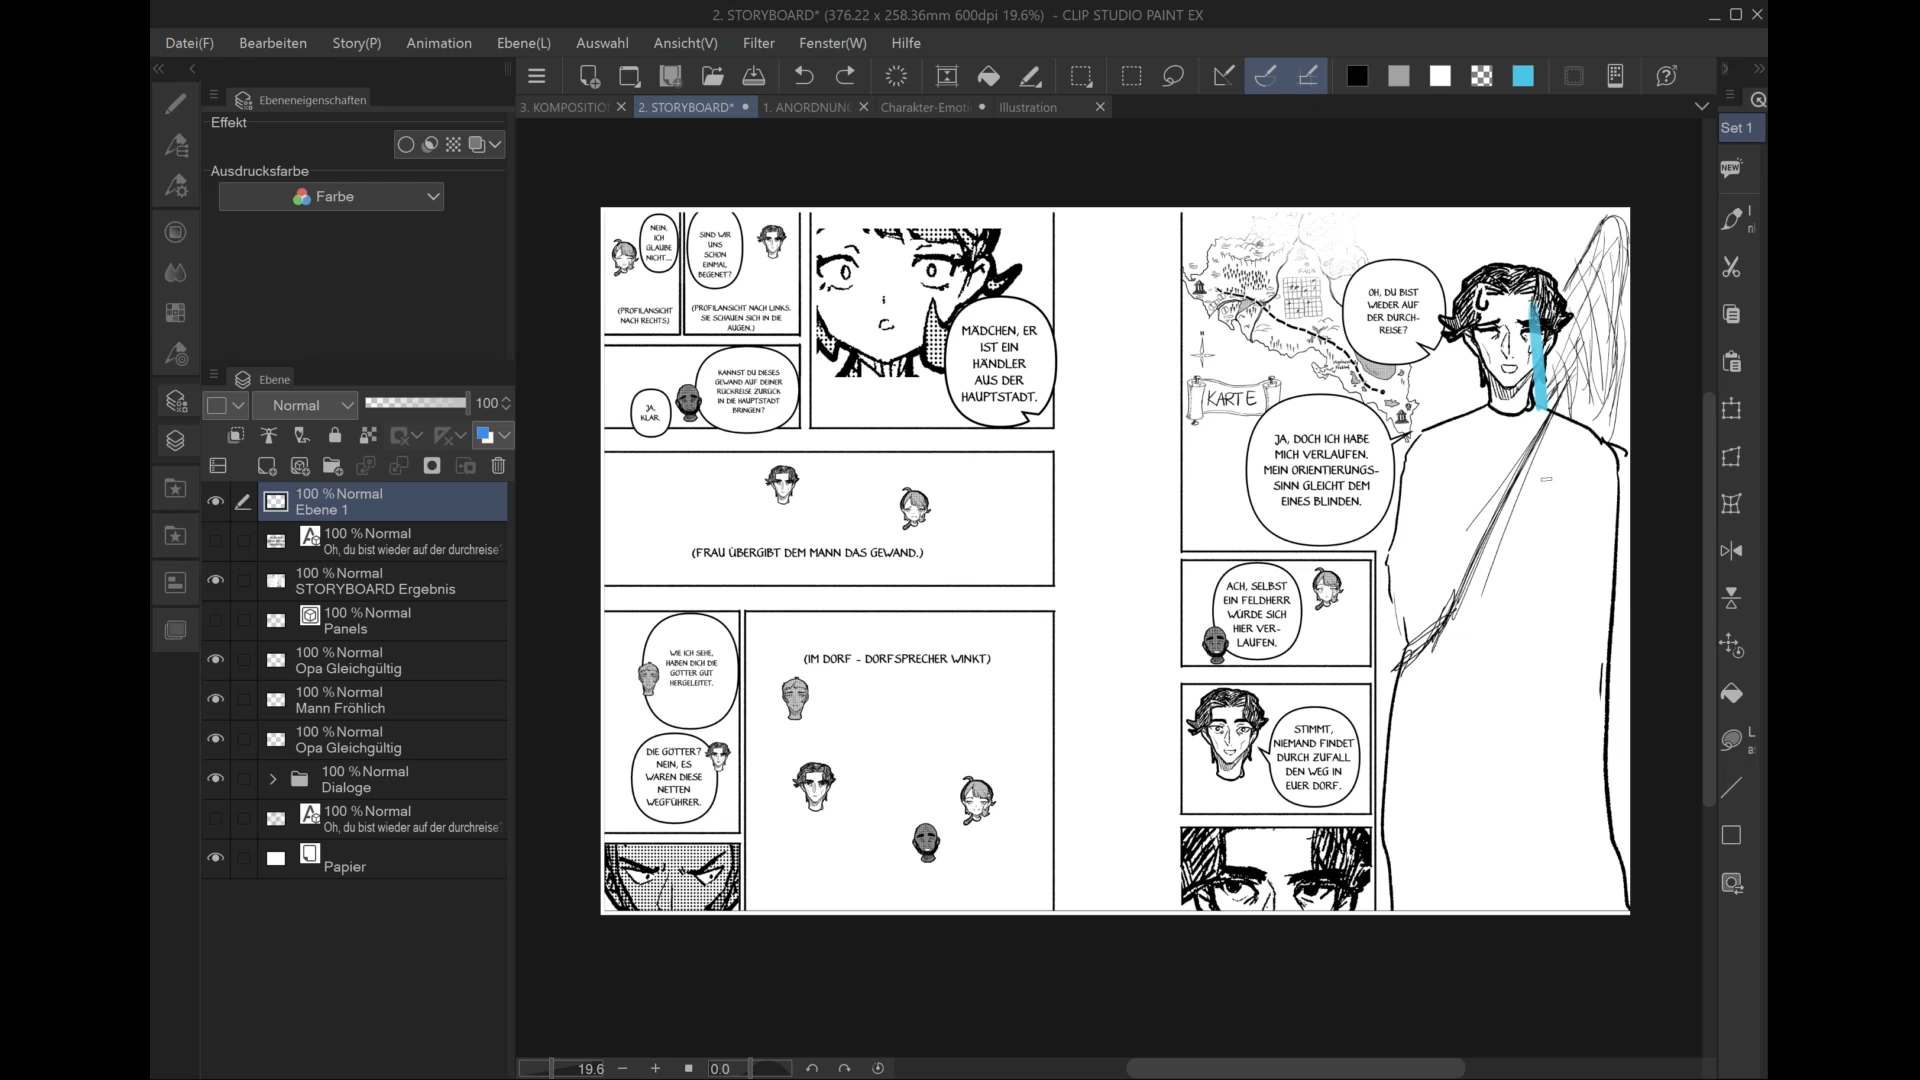 2. STORYBOARD* (376.22 x 258.36mm 600dpi 19.6%) - CLIP STUDIO PAINT EX
Datei(F) Bearbeiten Story(P) Animation Ebene(L) Auswahl Ansicht(V) Filter Fenster(W) Hilfe
3. KOMPOSITIO 2. STORYBOARD* 1. ANORDNUNG Charakter-Emoti Illustration
Ebeneneigenschaften
Effekt
Ausdrucksfarbe
Farbe
Ebene
Normal 100
100 % Normal
Ebene 1
100 % Normal
Oh, du bist wieder auf der durchreise
100 % Normal
STORYBOARD Ergebnis
100 % Normal
Panels
100 % Normal
Opa Gleichgültig
100 % Normal
Mann Fröhlich
100 % Normal
Opa Gleichgültig
100 % Normal
Dialoge
100 % Normal
Oh, du bist wieder auf der durchreise
Papier
NEIN,
ICH
GLAUBE
NICHT...
(PROFILANSICHT
NACH RECHTS)
SIND WIR
UNS
SCHON
EINMAL
BEGENET?
(PROFILANSICHT NACH LINKS.
SIE SCHAUEN SICH IN DIE
AUGEN.)
MÄDCHEN, ER
IST EIN
HÄNDLER
AUS DER
HAUPTSTADT.
JA,
KLAR.
KANNST DU DIESES
GEWAND AUF DEINER
RÜCKREISE ZURÜCK
IN DIE HAUPTSTADT
BRINGEN?
(FRAU ÜBERGIBT DEM MANN DAS GEWAND.)
WIE ICH SEHE,
HABEN DICH DIE
GÖTTER GUT
HERGELEITET.
DIE GÖTTER?
NEIN, ES
WAREN DIESE
NETTEN
WEGFÜHRER.
(IM DORF - DORFSPRECHER WINKT)
OH, DU BIST
WIEDER AUF
DER DURCH-
REISE?
KARTE
N
JA, DOCH ICH HABE
MICH VERLAUFEN.
MEIN ORIENTIERUNGS-
SINN GLEICHT DEM
EINES BLINDEN.
ACH, SELBST
EIN FELDHERR
WÜRDE SICH
HIER VER-
LAUFEN.
STIMMT,
NIEMAND FINDET
DURCH ZUFALL
DEN WEG IN
EUER DORF.
Set 1
NEW
19.6 0.0